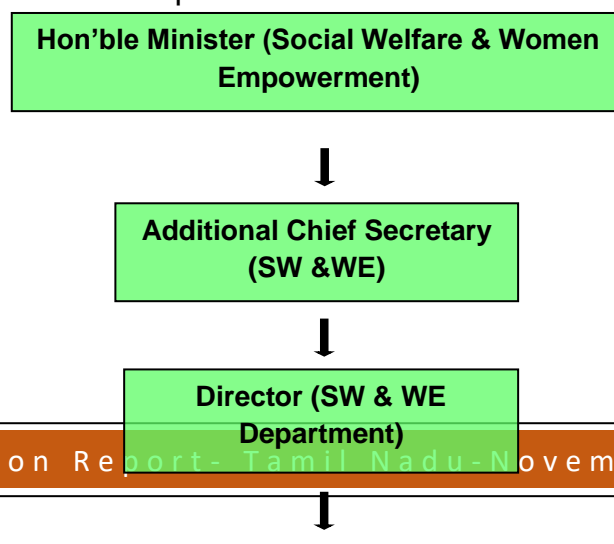 Hon'ble Minister (Social Welfare & Women
Empowerment)
Additional Chief Secretary
(SW &WE)
Director (SW & WE
Department)
on Report- Tamil Nadu-Novem